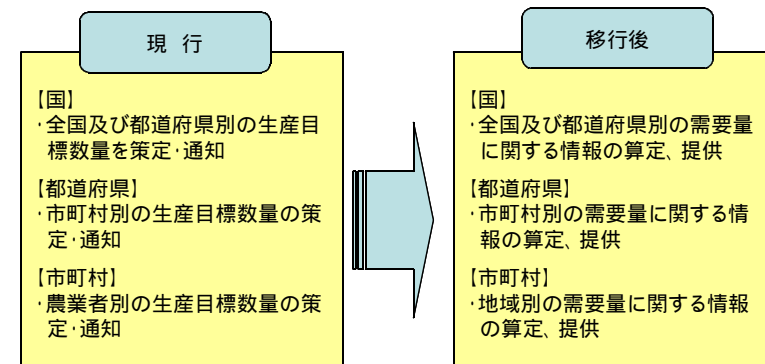 現 行
【国】
・全国及び都道府県別の生産目
標数量を策定・通知
【都道府県】
・市町村別の生産目標数量の策
定・通知
【市町村】
・農業者別の生産目標数量の策
定・通知
移行後
【国】
・全国及び都道府県別の需要量
に関する情報の算定、提供
【都道府県】
・市町村別の需要量に関する情
報の算定、提供
【市町村】
・地域別の需要量に関する情報
の算定、提供